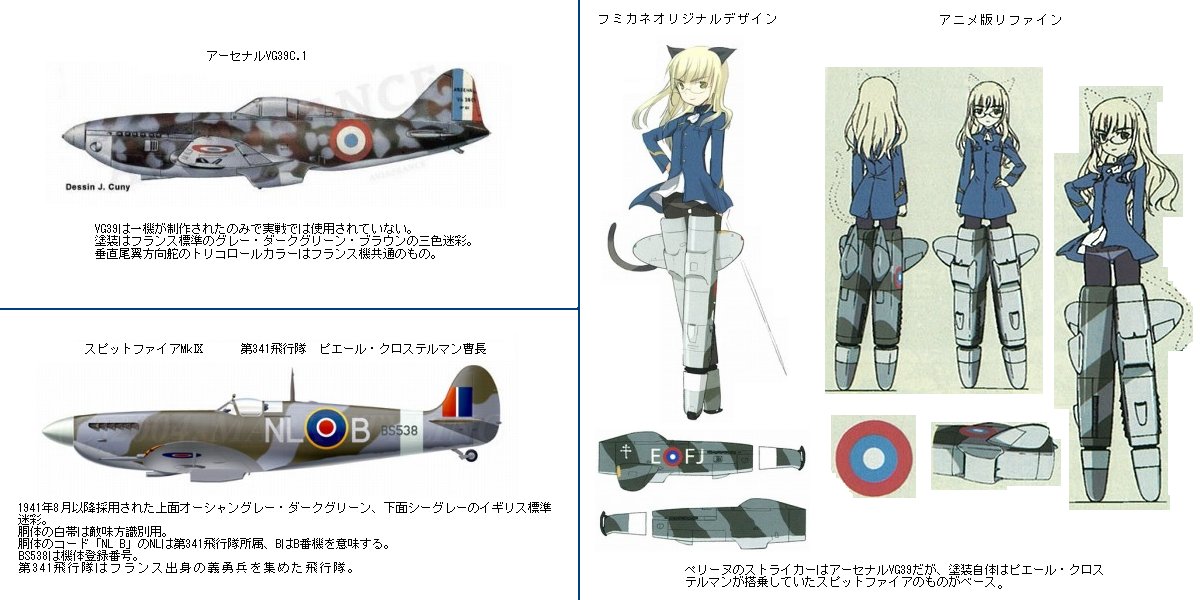 アーセナルVG39C.1
ARSENAL
VG 39
Dessin J. Cuny
VG39は一機が制作されたのみで実戦では使用されていない。
塗装はフランス標準のグレー・ダークグリーン・ブラウンの三色迷彩。
垂直尾翼方向舵のトリコロールカラーはフランス機共通のもの。
スピットファイアMkⅨ　　第341飛行隊　ピエール・クロステルマン曹長
NL B
BS538
1941年8月以降採用された上面オーシャングレー・ダークグリーン、下面シーグレーのイギリス標準
迷彩。
胴体の白帯は敵味方識別用。
胴体のコード「NL B」のNLは第341飛行隊所属、BはB番機を意味する。
BS538は機体登録番号。
第341飛行隊はフランス出身の義勇兵を集めた飛行隊。
フミカネオリジナルデザイン
アニメ版リファイン
E FJ
ペリーヌのストライカーはアーセナルVG39だが、塗装自体はピエール・クロス
テルマンが搭乗していたスピットファイアのものがベース。